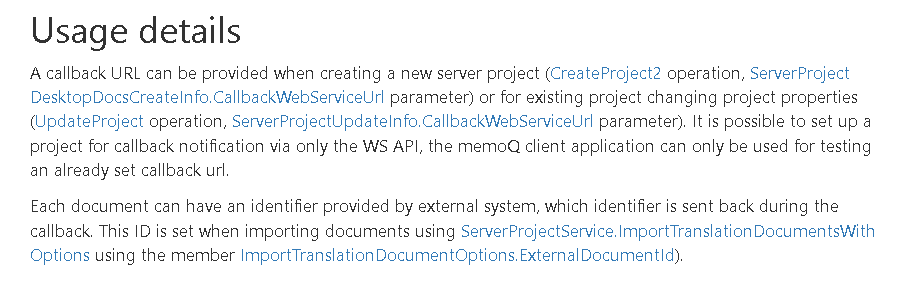 Usage details
A callback URL can be provided when creating a new server project (CreateProject2 operation, ServerProject
DesktopDocsCreateInfo.CallbackWebServiceUrl parameter) or for existing project changing project properties
(UpdateProject operation, ServerProjectUpdateInfo.CallbackWebServiceUrl parameter). It is possible to set up a
project for callback notification via only the WS API, the memoQ client application can only be used for testing
an already set callback url.
Each document can have an identifier provided by external system, which identifier is sent back during the
callback. This ID is set when importing documents using ServerProjectService.ImportTranslationDocumentsWith
Options using the member ImportTranslationDocumentOptions.ExternalDocumentId).